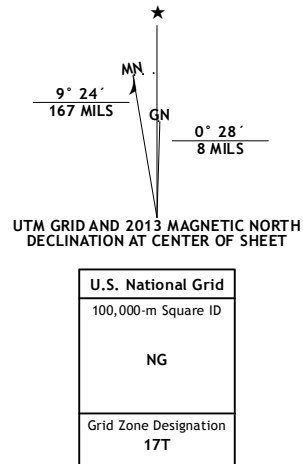 MN
9° 24´
167 MILS
GN
0° 28´
8 MILS
UTM GRID AND 2013 MAGNETIC NORTH
DECLINATION AT CENTER OF SHEET
U.S. National Grid
100,000-m Square ID
NG
Grid Zone Designation
17T